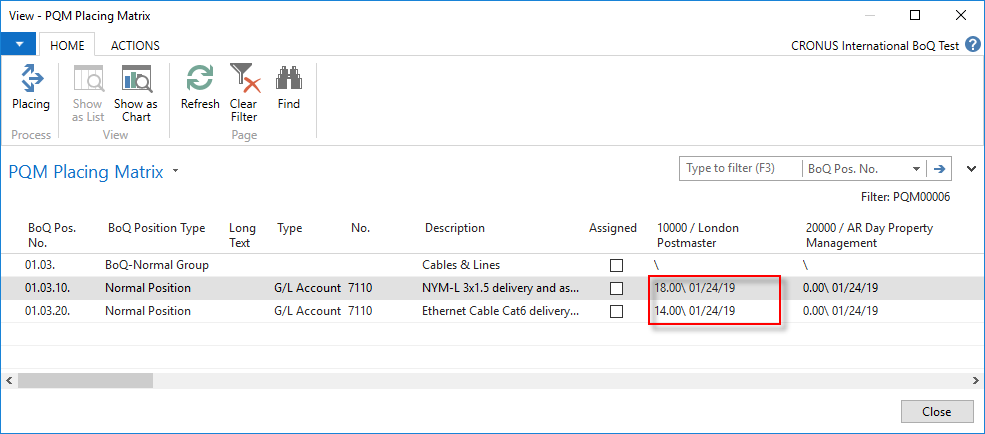 View - PQM Placing Matrix
HOME ACTIONS CRONUS International BoQ Test ?
Placing Show as List Show as Chart Refresh Clear Filter Find
Process View Page
PQM Placing Matrix
Type to filter (F3) BoQ Pos. No.
Filter: PQM00006
BoQ Pos. No. BoQ Position Type Long Text Type No. Description Assigned 10000 / London Postmaster 20000 / AR Day Property Management
01.03. BoQ-Normal Group Cables & Lines \ \
01.03.10. Normal Position G/L Account 7110 NYM-L 3x1.5 delivery and as... 18.00\ 01/24/19 0.00\ 01/24/19
01.03.20. Normal Position G/L Account 7110 Ethernet Cable Cat6 delivery... 14.00\ 01/24/19 0.00\ 01/24/19
Close